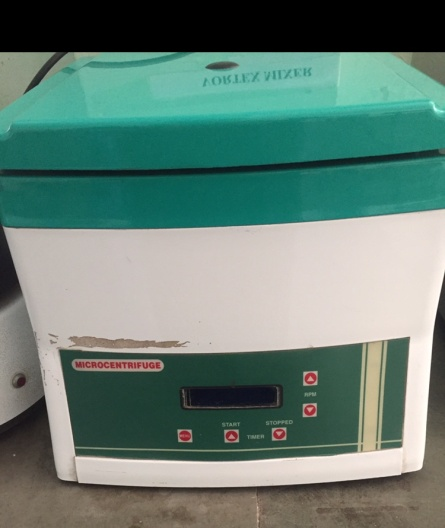 VORTEX MIXER
MICROCENTRIFUGE
RPM
START
STOPPED
TIMER